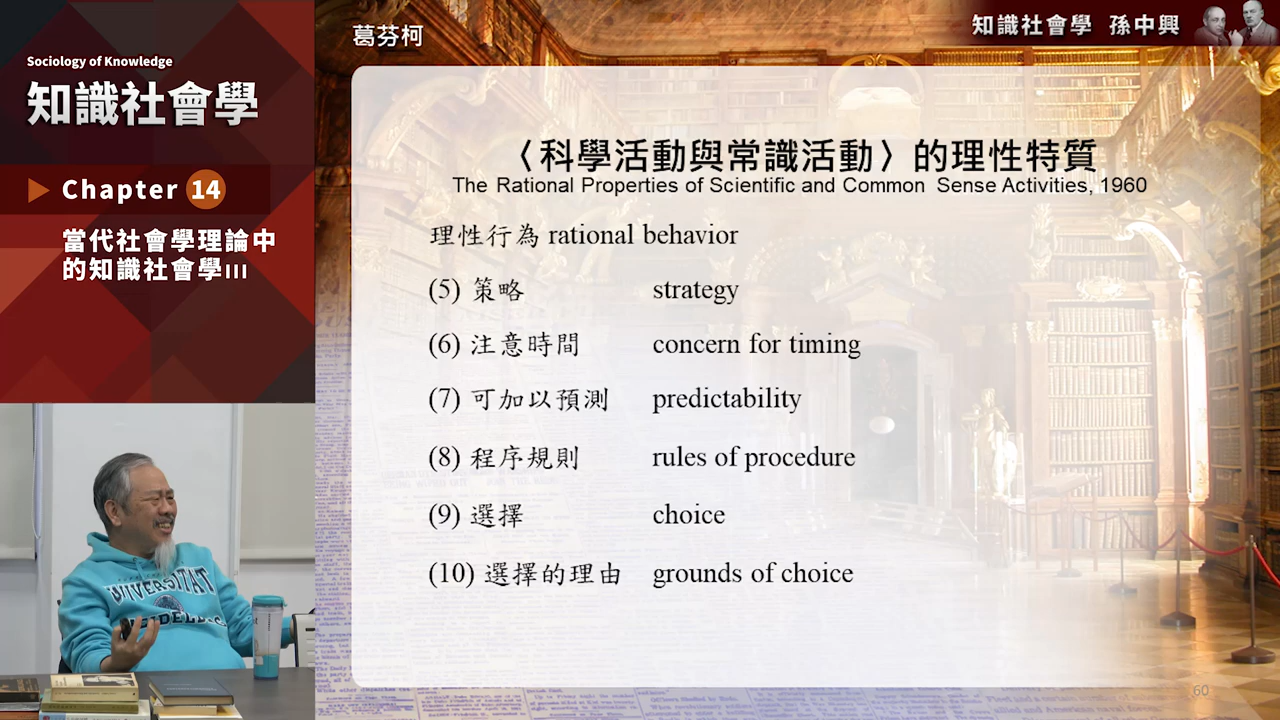 Sociology of Knowledge
知識社會學
Chapter 14
當代社會學理論中
的知識社會學III
葛芬柯
知識社會學 孫中興
〈科學活動與常識活動〉的理性特質
The Rational Properties of Scientific and Common Sense Activities, 1960
理性行為 rational behavior
(5) 策略 strategy
(6) 注意時間 concern for timing
(7) 可加以預測 predictability
(8) 程序規則 rules of procedure
(9) 選擇 choice
(10) 選擇的理由 grounds of choice
60